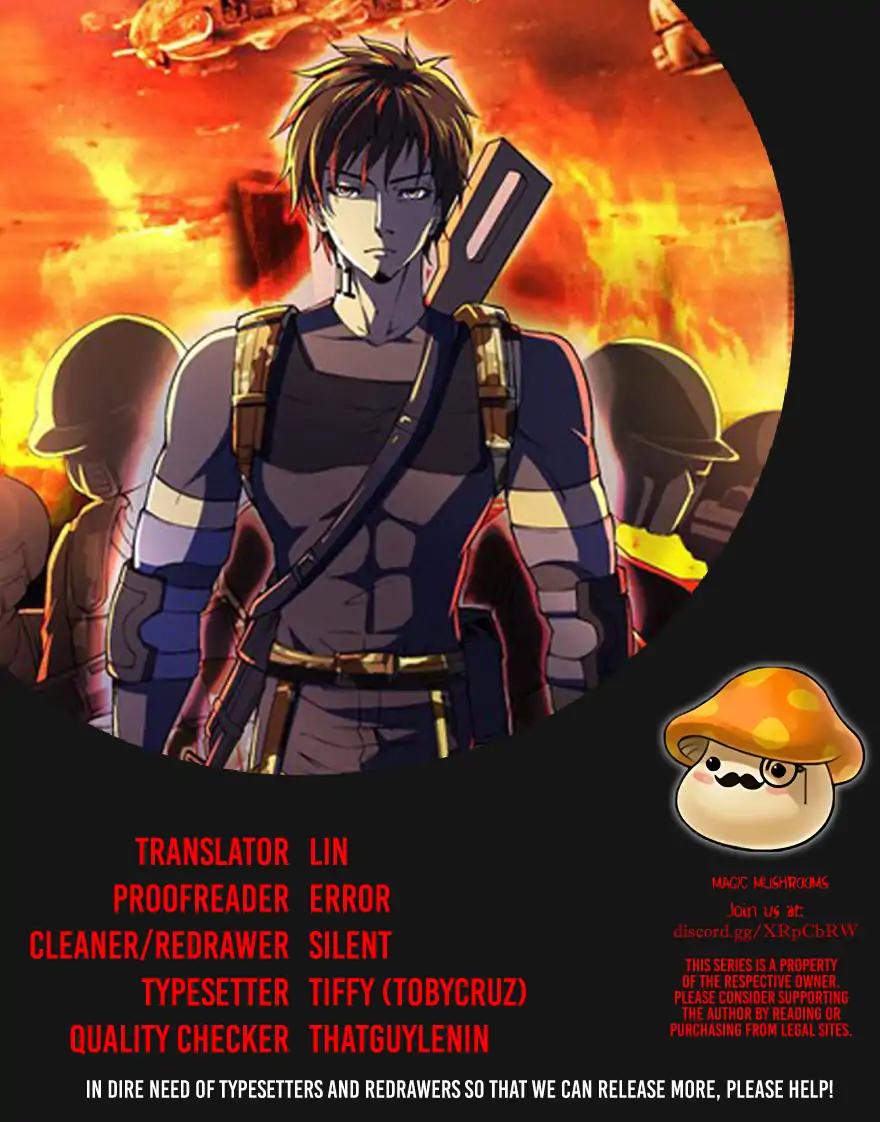 TRANSLATOR LIN
PROOFREADER ERROR
CLEANER/REDRAWER SILENT
TYPESETTER TIFFY (TOBYCRUZ)
QUALITY CHECKER THATGUYLENIN
MAGIC MUSHROOMS
Join us at:
discord.gg/XRpCbRW
THIS SERIES IS A PROPERTY
OF THE RESPECTIVE OWNER.
PLEASE CONSIDER SUPPORTING
THE AUTHOR BY READING OR
PURCHASING FROM LEGAL SITES.
IN DIRE NEED OF TYPESETTERS AND REDRAWERS SO THAT WE CAN RELEASE MORE, PLEASE HELP!